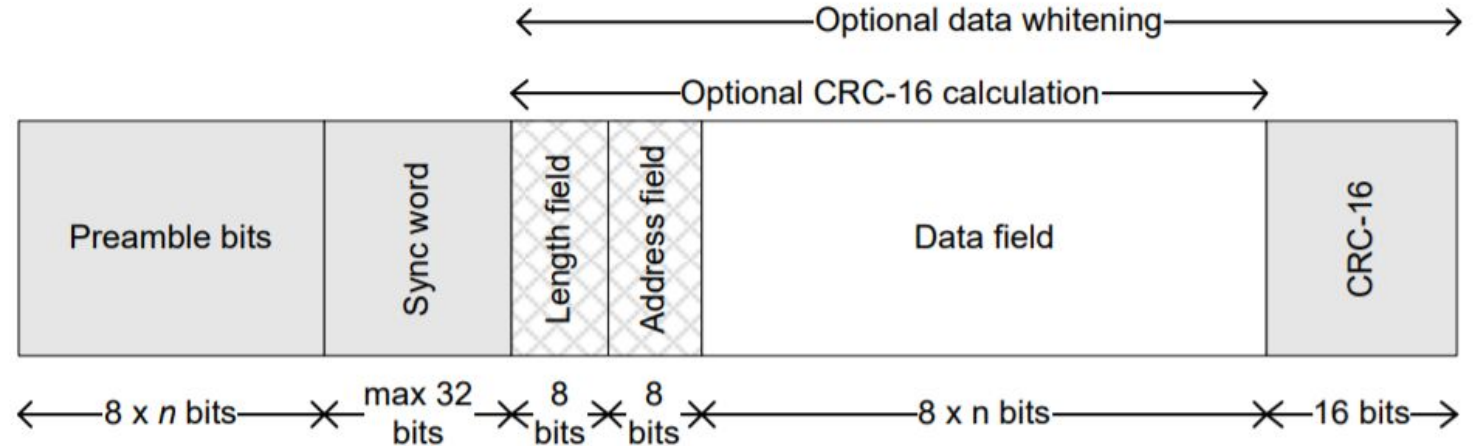 Optional data whitening
Optional CRC-16 calculation
Preamble bits
Sync word
Length field
Address field
Data field
CRC-16
8 x n bits
max 32
bits
8
bits
8
bits
8 x n bits
16 bits